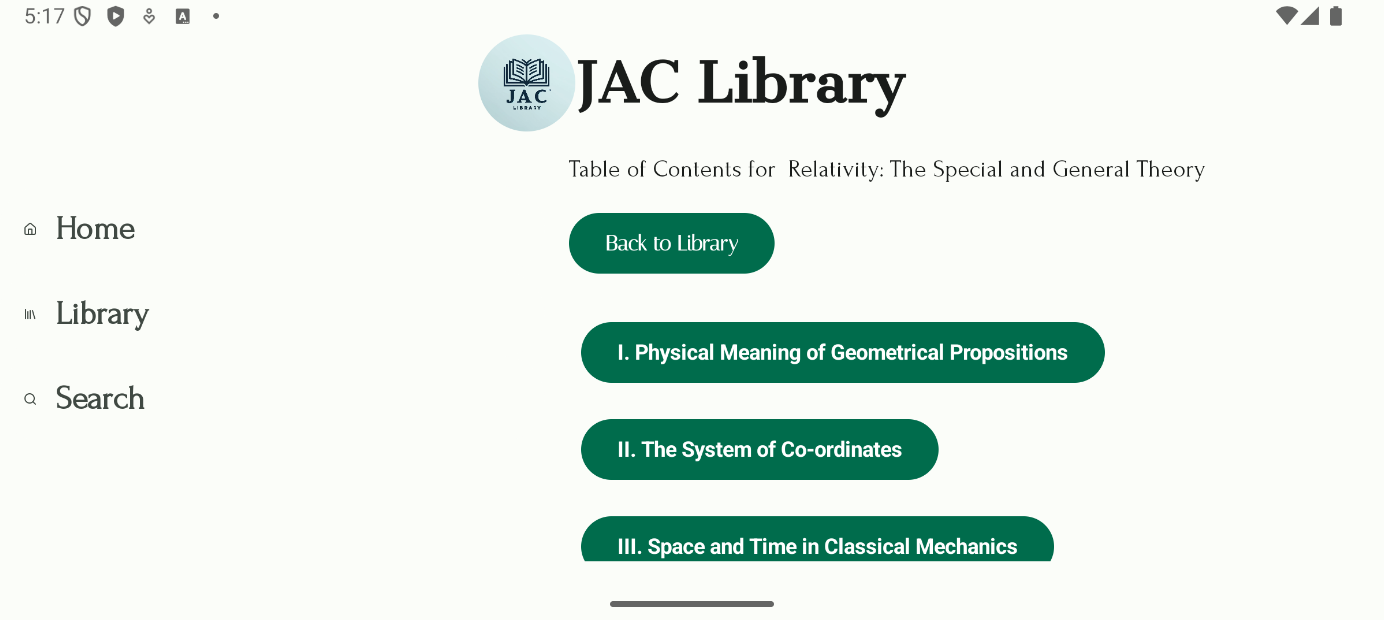 5:17
JAC
LIBRARY
JAC Library
Table of Contents for Relativity: The Special and General Theory
Home
Back to Library
Library
I. Physical Meaning of Geometrical Propositions
Search
II. The System of Co-ordinates
III. Space and Time in Classical Mechanics